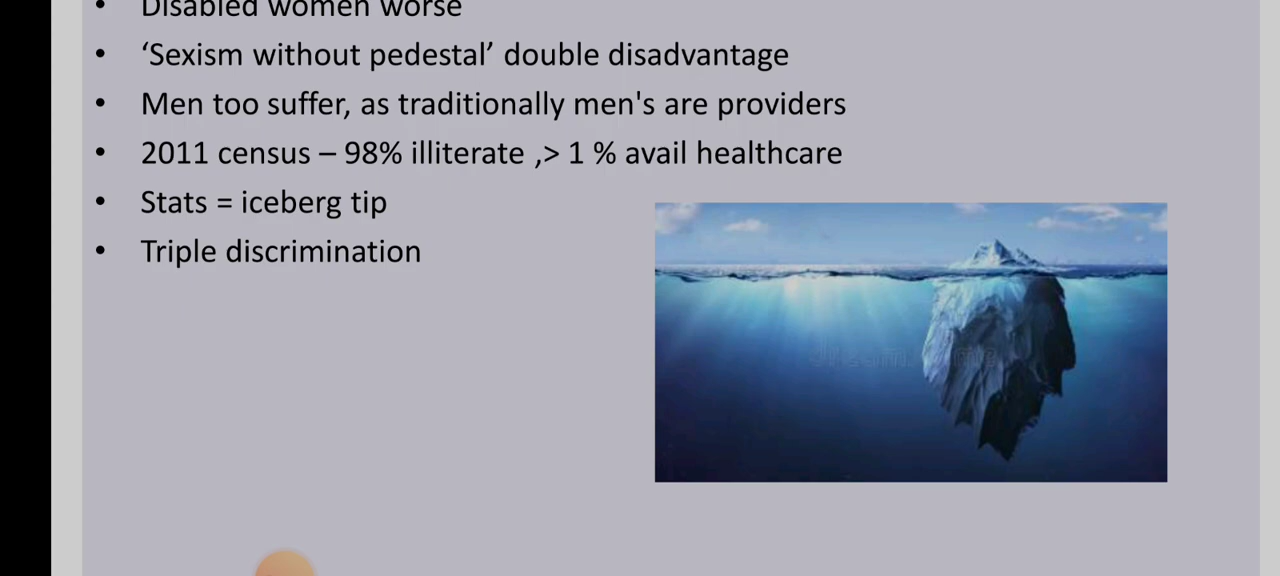 • Disabled women worse
• ‘Sexism without pedestal’ double disadvantage
• Men too suffer, as traditionally men's are providers
• 2011 census – 98% illiterate ,> 1 % avail healthcare
• Stats = iceberg tip
• Triple discrimination